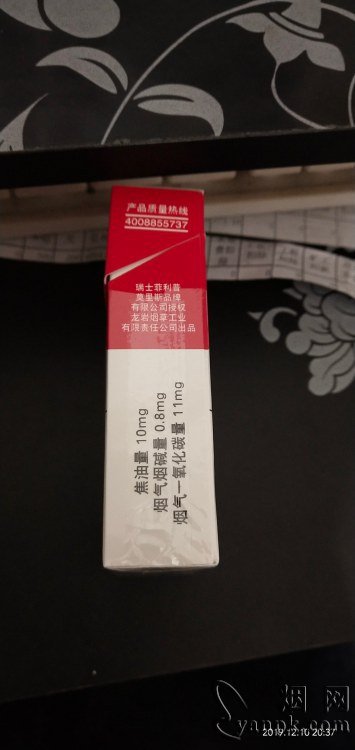 产品质量热线
4008855737
瑞士菲利普
莫里斯品牌
有限公司授权
龙岩烟草工业
有限责任公司出品
焦油量 10mg
烟气烟碱量 0.8mg
烟气一氧化碳量 11mg
烟网
yanpk.com
2019.12.10 20:37